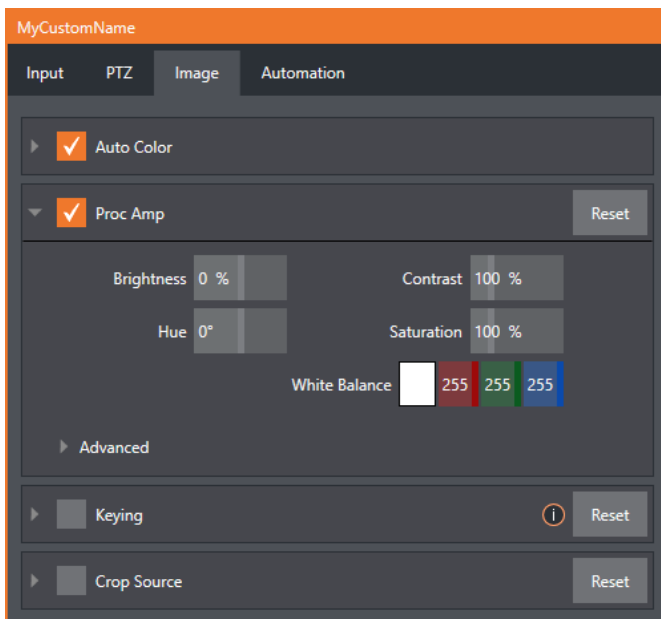 MyCustomName
Input PTZ Image Automation
Auto Color
Proc Amp Reset
Brightness 0 % Contrast 100 %
Hue 0° Saturation 100 %
White Balance 255 255 255
Advanced
Keying i Reset
Crop Source Reset